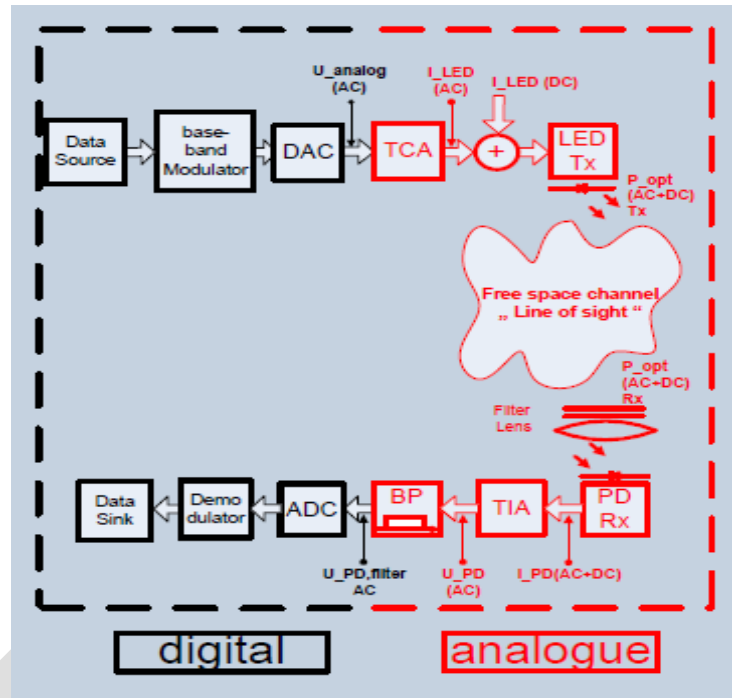 U_analog
(AC)
I_LED
(AC)
I_LED (DC)
Data
Source
base-
band
Modulator
DAC
TCA
+
LED
Tx
P_opt
(AC+DC)
Tx
Free space channel
„ Line of sight “
P_opt
(AC+DC)
Rx
Filter
Lens
Data
Sink
Demo
dulator
ADC
BP
TIA
PD
Rx
U_PD,filter
AC
U_PD
(AC)
I_PD(AC+DC)
digital
analogue